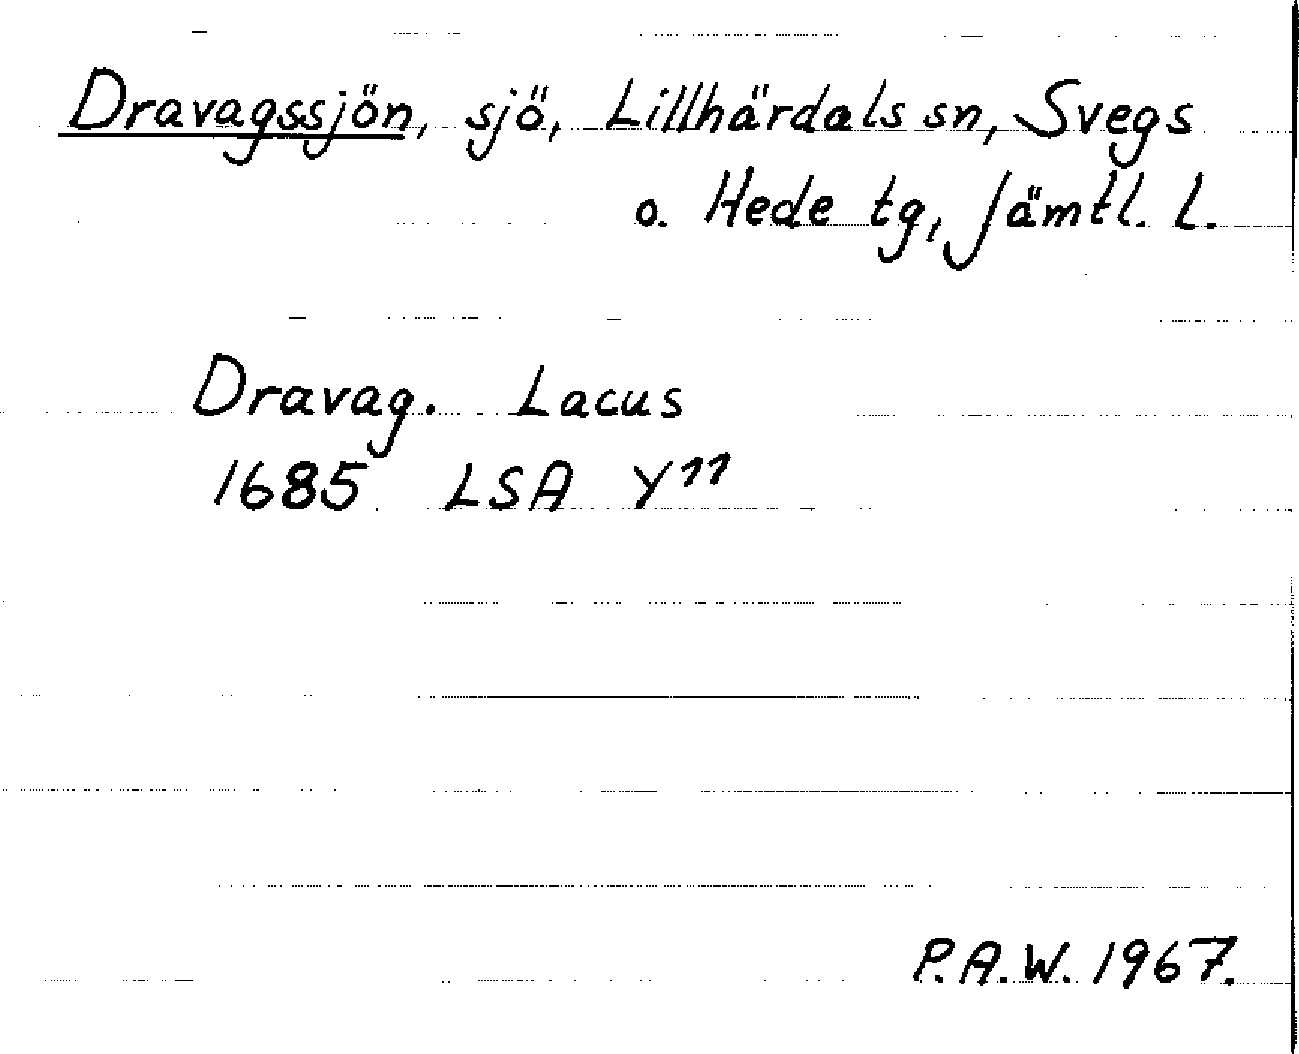 Dravagssjön, sjö, Lillhärdals sn, Svegs
o. Hede tg, Jämtl. l.
Dravag. Lacus
1685 LSA Y¹¹
P.A.W. 1967.